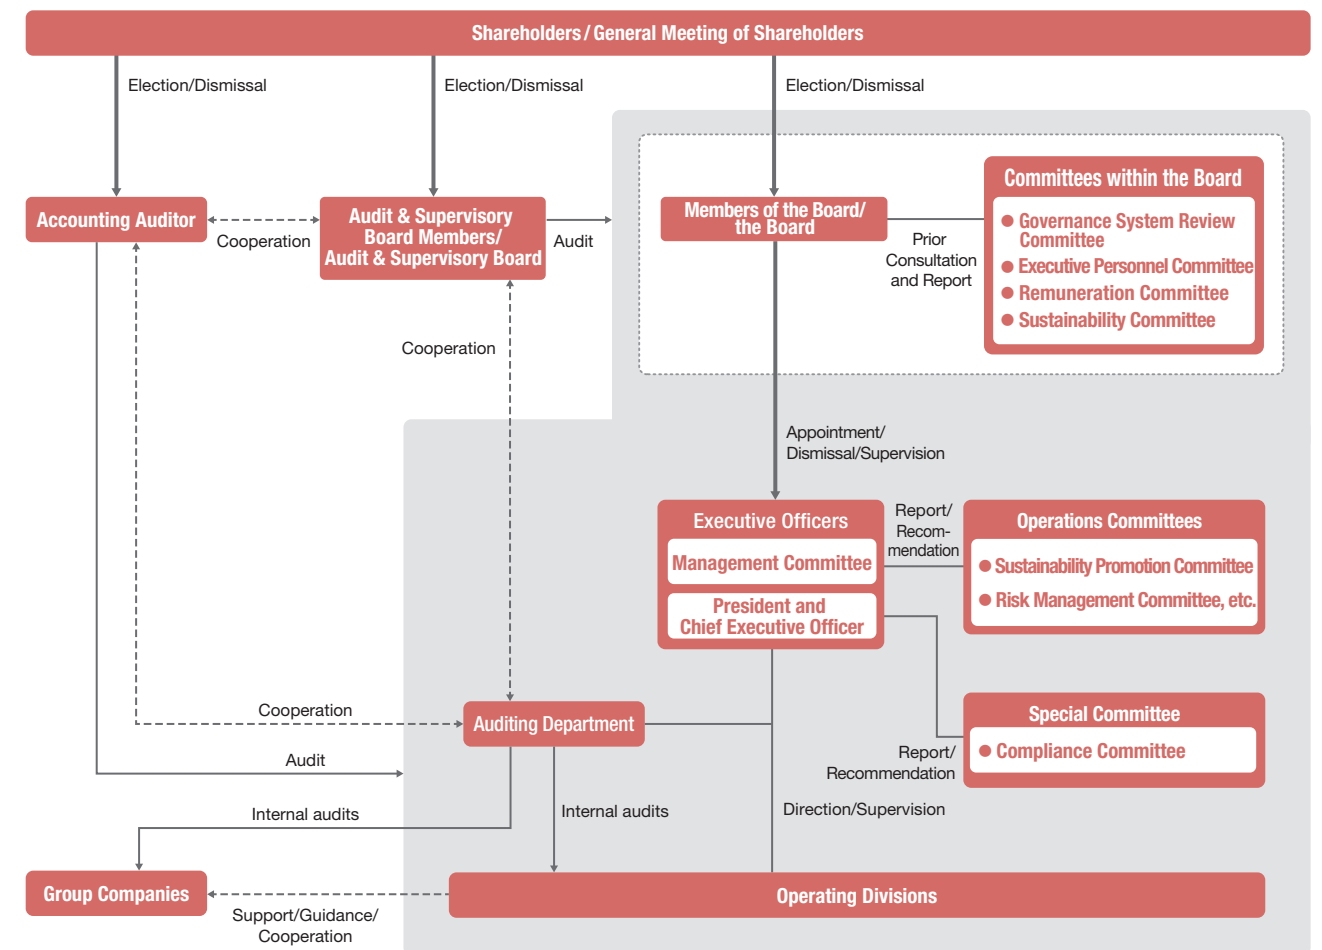 Shareholders / General Meeting of Shareholders
Election/Dismissal
Election/Dismissal
Election/Dismissal
Accounting Auditor
Cooperation
Audit & Supervisory
Board Members/
Audit & Supervisory Board
Audit
Members of the Board/
the Board
Prior
Consultation
and Report
Committees within the Board
● Governance System Review
Committee
● Executive Personnel Committee
● Remuneration Committee
● Sustainability Committee
Cooperation
Appointment/
Dismissal/Supervision
Executive Officers
Management Committee
President and
Chief Executive Officer
Report/
Recom-
mendation
Operations Committees
● Sustainability Promotion Committee
● Risk Management Committee, etc.
Special Committee
● Compliance Committee
Report/
Recommendation
Cooperation
Auditing Department
Audit
Internal audits
Internal audits
Direction/Supervision
Group Companies
Support/Guidance/
Cooperation
Operating Divisions